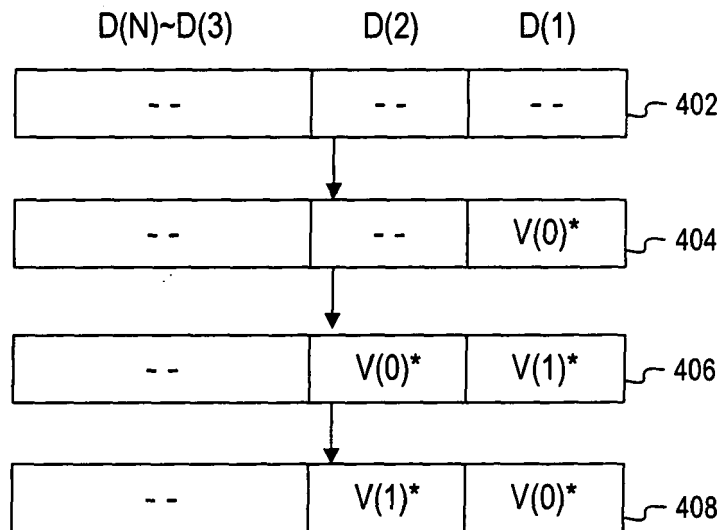 D(N)~D(3) D(2) D(1)
-- -- -- 402
-- -- V(0)* 404
-- V(0)* V(1)* 406
-- V(1)* V(0)* 408